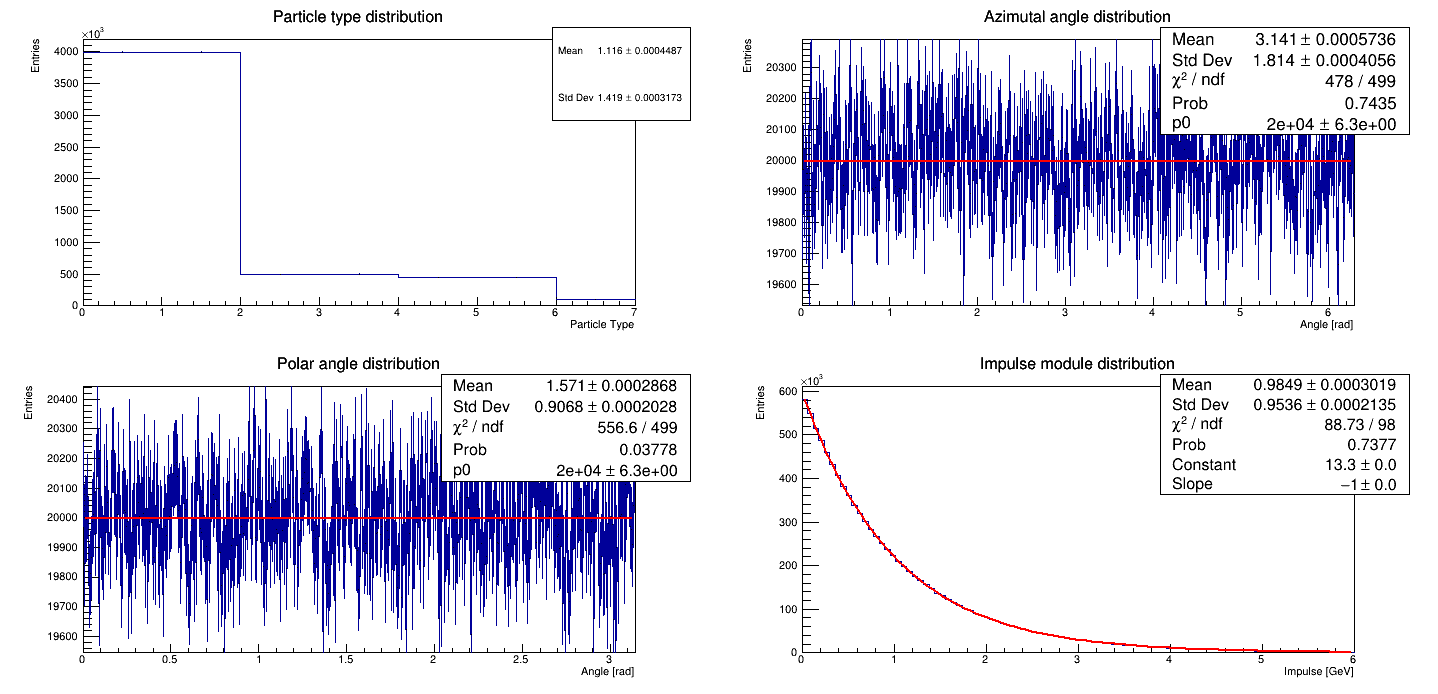 Particle type distribution
×10³
Entries
4000
3500
3000
2500
2000
1500
1000
500
0
0 1 2 3 4 5 6 7
Particle Type
Mean 1.116 ± 0.0004487
Std Dev 1.419 ± 0.0003173
Azimutal angle distribution
Entries
20300
20200
20100
20000
19900
19800
19700
19600
0 1 2 3 4 5 6
Angle [rad]
Mean 3.141 ± 0.0005736
Std Dev 1.814 ± 0.0004056
χ² / ndf 478 / 499
Prob 0.7435
p0 2e+04 ± 6.3e+00
Polar angle distribution
Entries
20400
20300
20200
20100
20000
19900
19800
19700
19600
0 0.5 1 1.5 2 2.5 3
Angle [rad]
Mean 1.571 ± 0.0002868
Std Dev 0.9068 ± 0.0002028
χ² / ndf 556.6 / 499
Prob 0.03778
p0 2e+04 ± 6.3e+00
Impulse module distribution
×10³
Entries
600
500
400
300
200
100
0
0 1 2 3 4 5 6
Impulse [GeV]
Mean 0.9849 ± 0.0003019
Std Dev 0.9536 ± 0.0002135
χ² / ndf 88.73 / 98
Prob 0.7377
Constant 13.3 ± 0.0
Slope −1 ± 0.0